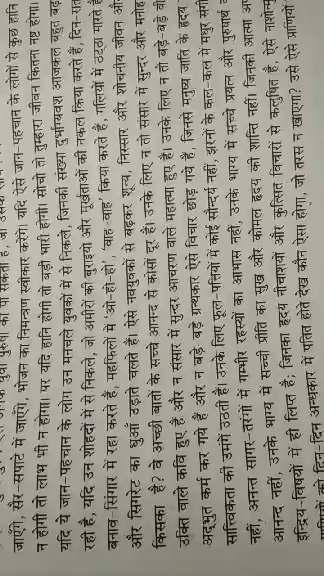 जाएँगे, सैर-सपाटे में जाएँगे, भोजन का निमन्त्रण स्वीकार करेंगे। यदि ऐसे जान-पहचान के लोगों से कुछ हानि
न होगी तो लाभ भी न होगा। पर यदि हानि होगी तो बड़ी भारी होगी। सोचो तो तुम्हारा जीवन कितना नष्ट होगा।
यदि ये जान-पहचान के लोग उन मनचले युवकों में से निकलें, जिनकी संख्या दुर्भाग्यवश आजकल बहुत बढ़
रही है, यदि उन शोहदों में से निकलें, जो अमीरों की बुराइयों और मूर्खताओं की नकल किया करते हैं, दिन-रात
बनाव-सिंगार में रहा करते हैं, महफिलों में 'ओ-हो-हो', 'वाह-वाह' किया करते हैं, गलियों में ठट्ठा मारते हैं
और सिगरेट का धुआँ उड़ाते चलते हैं। ऐसे नवयुवकों से बढ़कर शून्य, निस्सार और शोचनीय जीवन और
किसका है? वे अच्छी बातों के सच्चे आनन्द से कोसों दूर हैं। उनके लिए न तो संसार में सुन्दर और मनोहर
उक्ति वाले कवि हुए हैं और न संसार में सुन्दर आचरण वाले महात्मा हुए हैं। उनके लिए न तो बड़े-बड़े वी
अद्भुत कर्म कर गये हैं और न बड़े-बड़े ग्रन्थकार ऐसे विचार छोड़ गये हैं, जिनसे मनुष्य जाति के हृदय
सात्त्विकता की उमंगें उठती हैं। उनके लिए फूल-पत्तियों में कोई सौन्दर्य नहीं, झरनों के कल-कल में मधुर संगी
नहीं, अनन्त सागर-तरंगों में गम्भीर रहस्यों का आभास नहीं, उनके भाग्य में सच्चे प्रयत्न और पुरुषार्थ क
आनन्द नहीं, उनके भाग्य में सच्ची प्रीति का सुख और कोमल हृदय की शान्ति नहीं। जिनकी आत्मा अप
इन्द्रिय-विषयों में ही लिप्त है; जिनका हृदय नीचाशयों और कुत्सित विचारों से कलुषित है, ऐसे नाशोन्मु
दिन-दिन अन्धकार में पतित होते देख कौन ऐसा होगा, जो तरस न खाएगा? उसे ऐसे प्राणियों